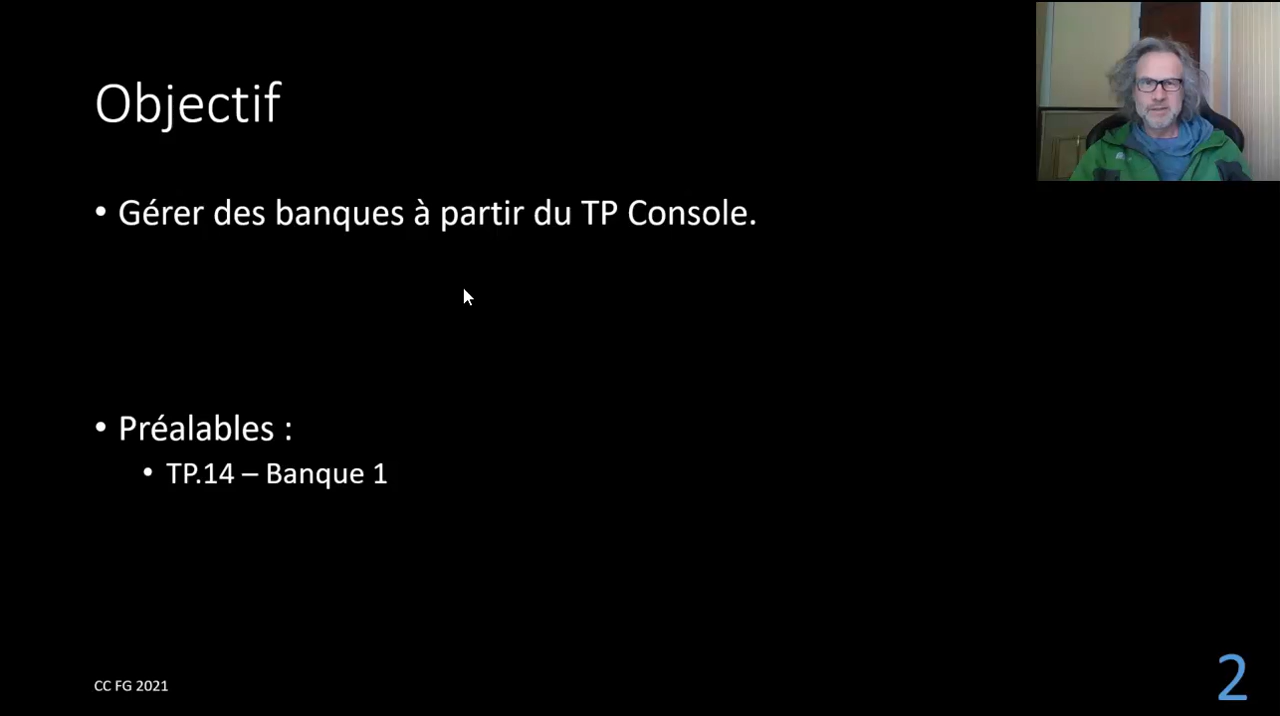 Objectif
• Gérer des banques à partir du TP Console.
• Préalables :
• TP.14 – Banque 1
CC FG 2021
2